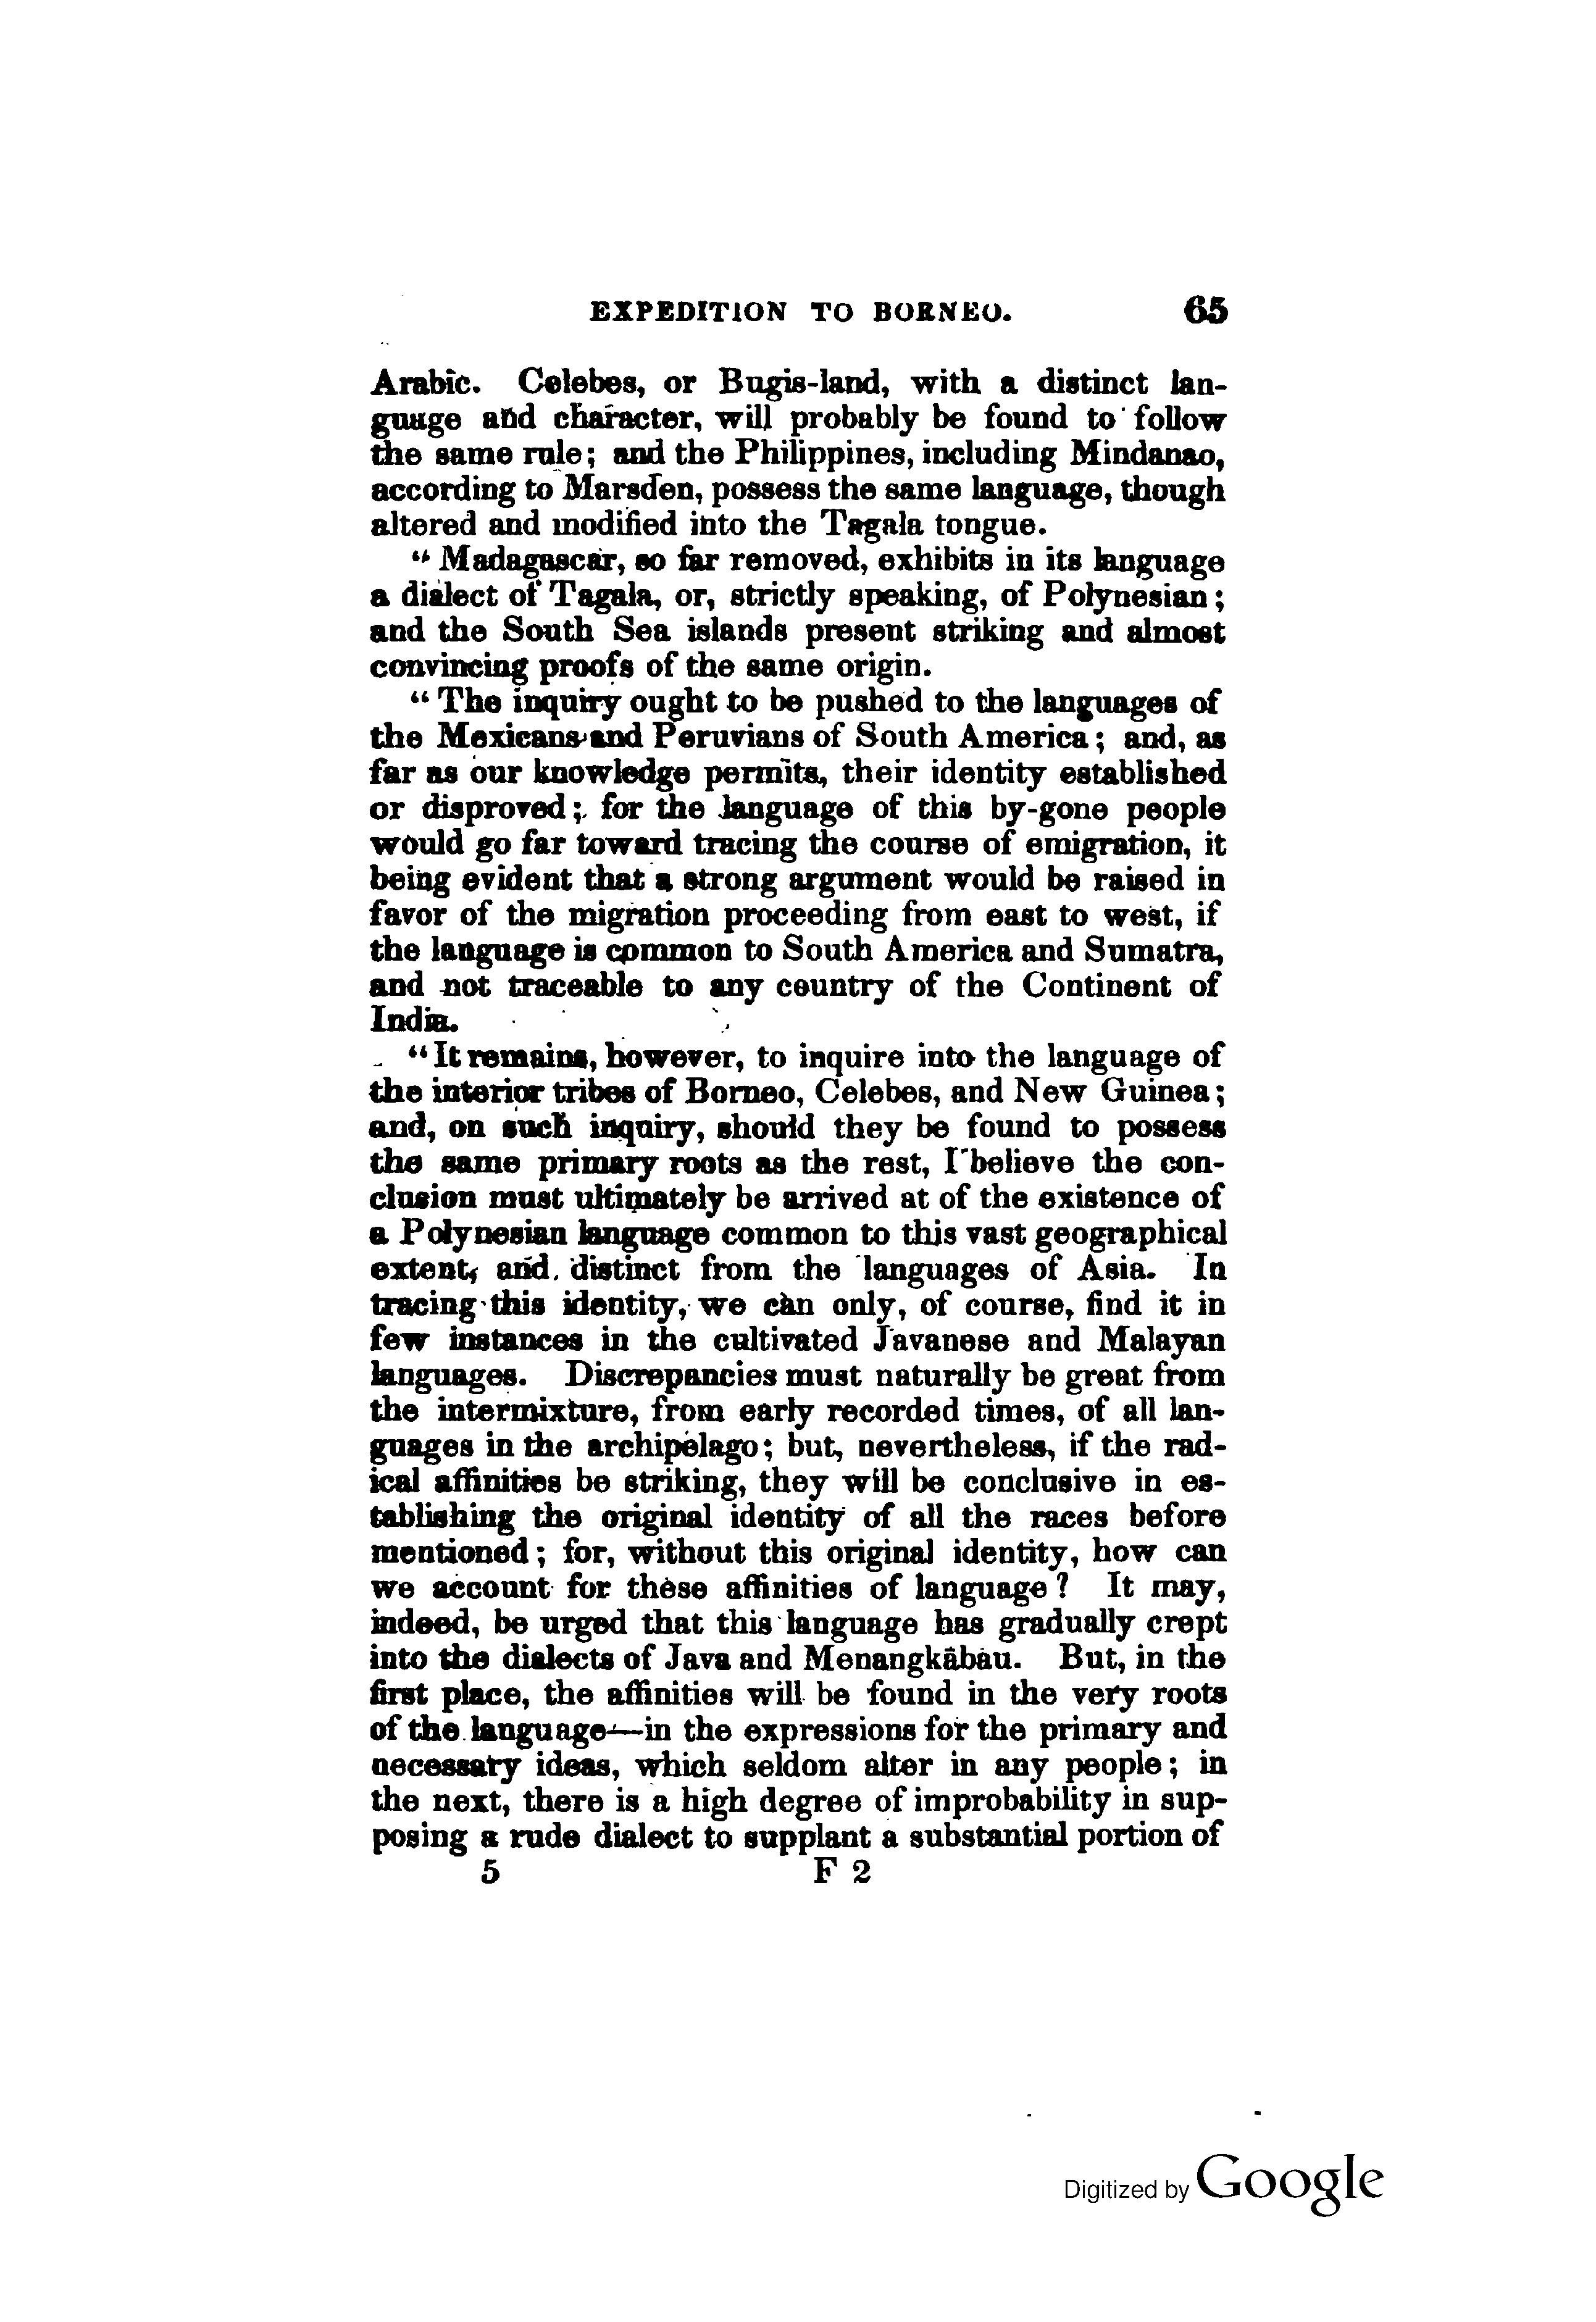 EXPEDITION TO BORNEO. 65
Arabic. Celebes, or Bugis-land, with a distinct lan-
guage and character, will probably be found to follow
the same rule; and the Philippines, including Mindanao,
according to Marsden, possess the same language, though
altered and modified into the Tagala tongue.
“ Madagascar, so far removed, exhibits in its language
a dialect of Tagala, or, strictly speaking, of Polynesian;
and the South Sea islands present striking and almost
convincing proofs of the same origin.
“ The inquiry ought to be pushed to the languages of
the Mexicans and Peruvians of South America; and, as
far as our knowledge permits, their identity established
or disproved; for the language of this by-gone people
would go far toward tracing the course of emigration, it
being evident that a strong argument would be raised in
favor of the migration proceeding from east to west, if
the language is common to South America and Sumatra,
and not traceable to any country of the Continent of
India.
“ It remains, however, to inquire into the language of
the interior tribes of Borneo, Celebes, and New Guinea;
and, on such inquiry, should they be found to possess
the same primary roots as the rest, I believe the con-
clusion must ultimately be arrived at of the existence of
a Polynesian language common to this vast geographical
extent, and distinct from the languages of Asia. In
tracing this identity, we can only, of course, find it in
few instances in the cultivated Javanese and Malayan
languages. Discrepancies must naturally be great from
the intermixture, from early recorded times, of all lan-
guages in the archipelago; but, nevertheless, if the rad-
ical affinities be striking, they will be conclusive in es-
tablishing the original identity of all the races before
mentioned; for, without this original identity, how can
we account for these affinities of language? It may,
indeed, be urged that this language has gradually crept
into the dialects of Java and Menangkābau. But, in the
first place, the affinities will be found in the very roots
of the language—in the expressions for the primary and
necessary ideas, which seldom alter in any people; in
the next, there is a high degree of improbability in sup-
posing a rude dialect to supplant a substantial portion of
5 F 2
Digitized by Google